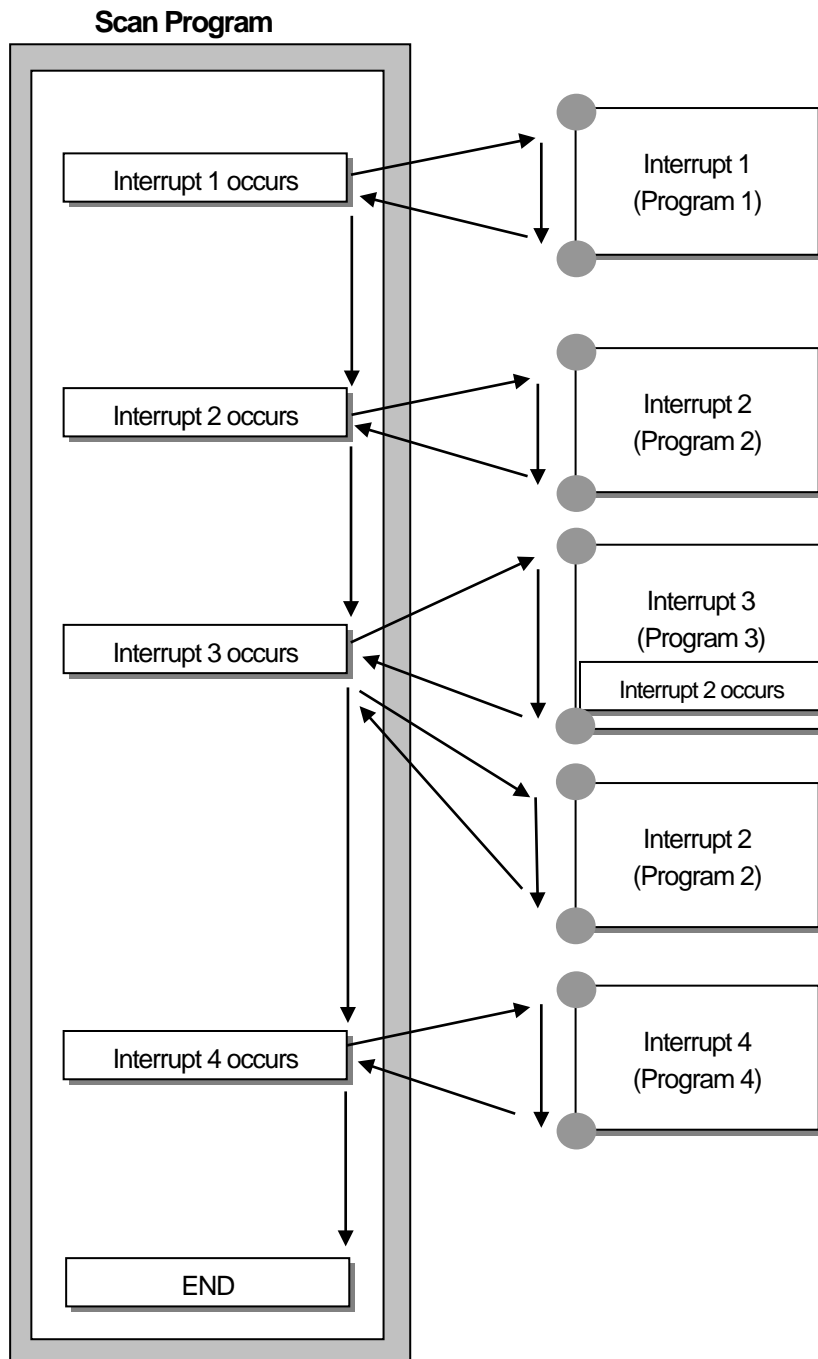 Scan Program
Interrupt 1 occurs
Interrupt 1
(Program 1)
Interrupt 2 occurs
Interrupt 2
(Program 2)
Interrupt 3 occurs
Interrupt 3
(Program 3)
Interrupt 2 occurs
Interrupt 2
(Program 2)
Interrupt 4 occurs
Interrupt 4
(Program 4)
END